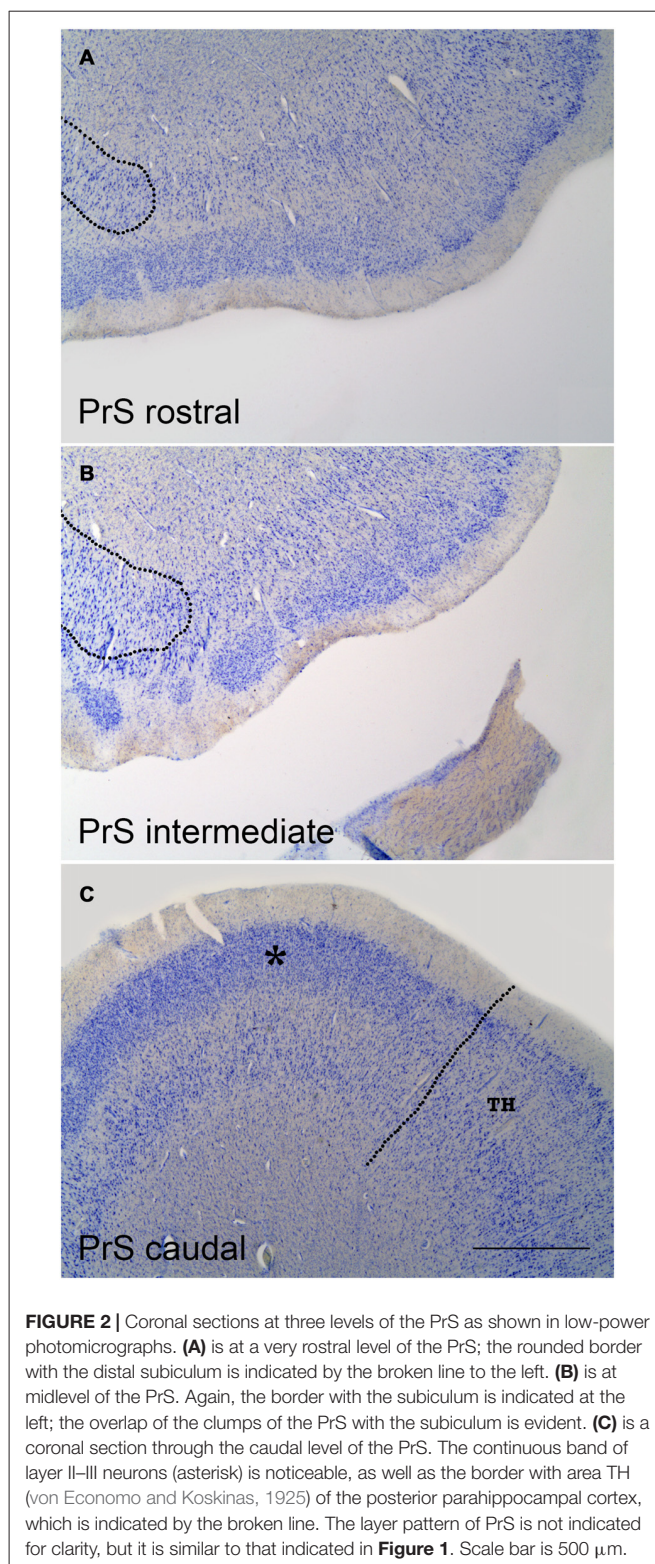 A
PrS rostral
B
PrS intermediate
C
*
TH
PrS caudal
FIGURE 2 | Coronal sections at three levels of the PrS as shown in low-power
photomicrographs. (A) is at a very rostral level of the PrS; the rounded border
with the distal subiculum is indicated by the broken line to the left. (B) is at
midlevel of the PrS. Again, the border with the subiculum is indicated at the
left; the overlap of the clumps of the PrS with the subiculum is evident. (C) is a
coronal section through the caudal level of the PrS. The continuous band of
layer II–III neurons (asterisk) is noticeable, as well as the border with area TH
(von Economo and Koskinas, 1925) of the posterior parahippocampal cortex,
which is indicated by the broken line. The layer pattern of PrS is not indicated
for clarity, but it is similar to that indicated in Figure 1. Scale bar is 500 μm.